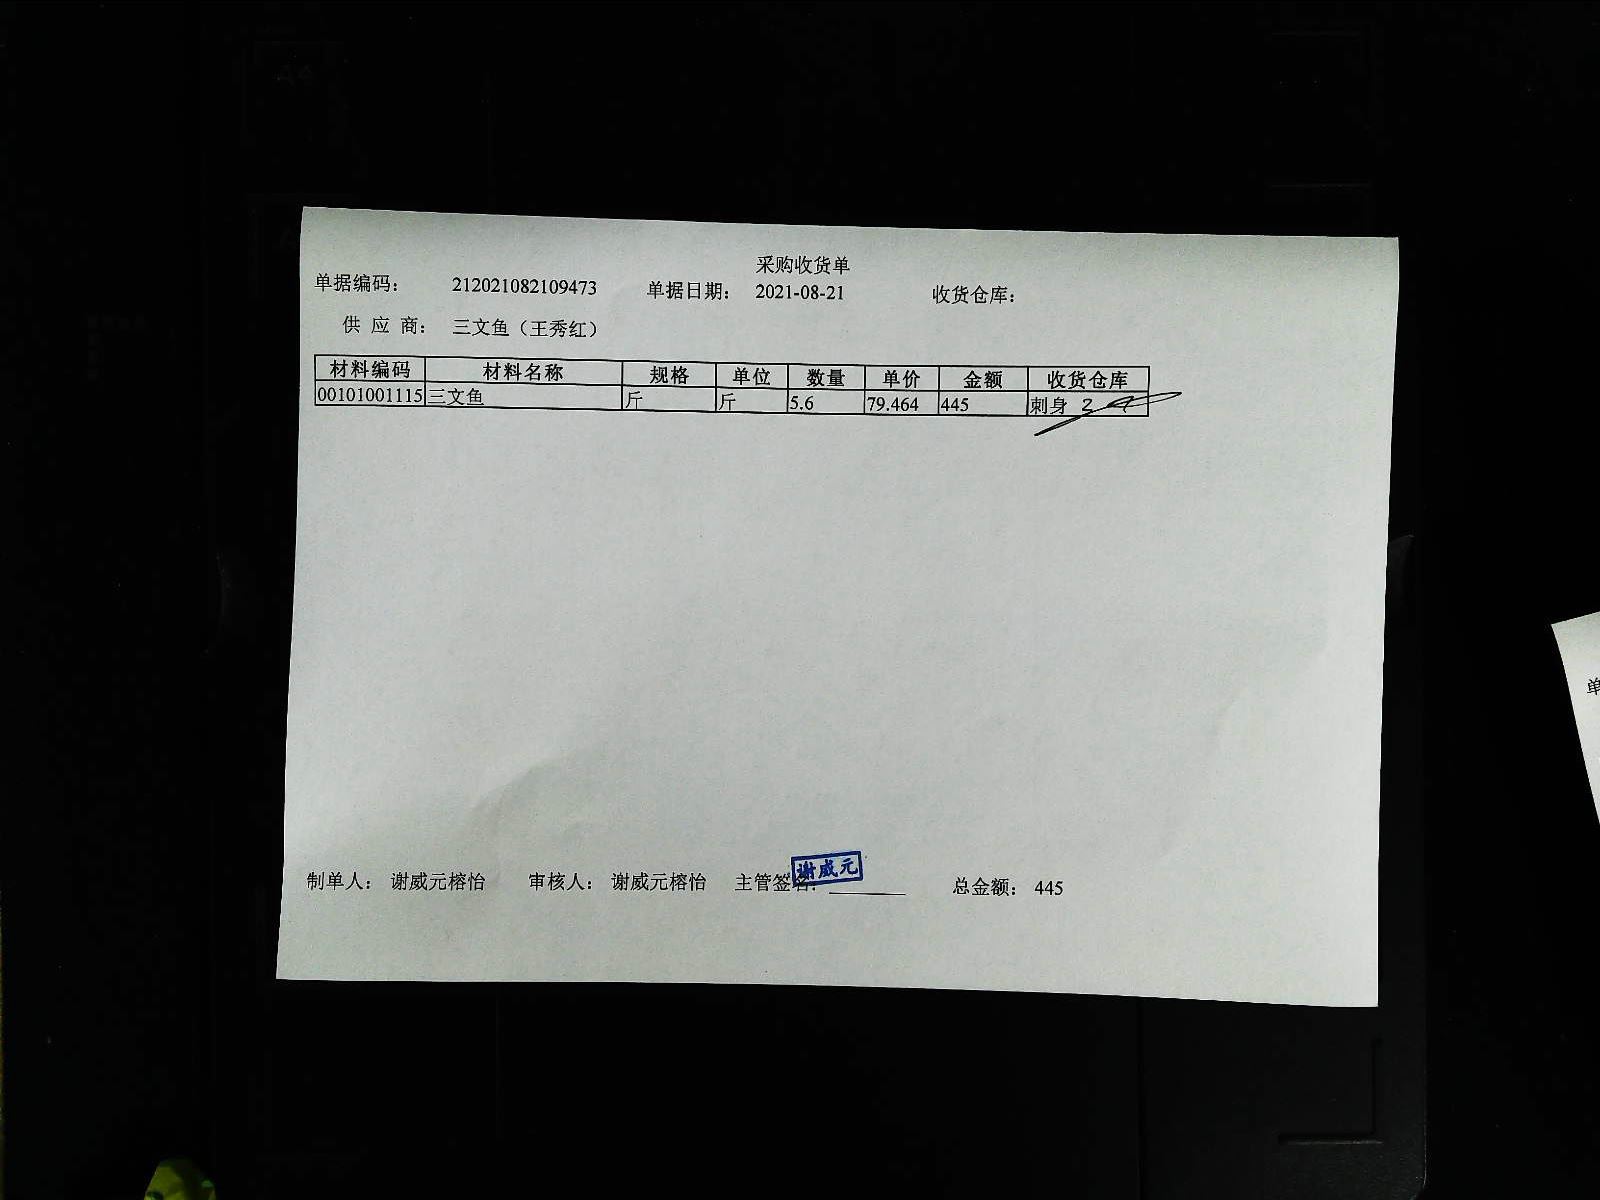 采购收货单
单据编码： 212021082109473 单据日期： 2021-08-21 收货仓库：
供 应 商： 三文鱼（王秀红）
材料编码 材料名称 规格 单位 数量 单价 金额 收货仓库
00101001115 三文鱼 斤 斤 5.6 79.464 445 刺身
制单人： 谢威元榕怡 审核人： 谢威元榕怡 主管签名： 谢威元 总金额： 445
单